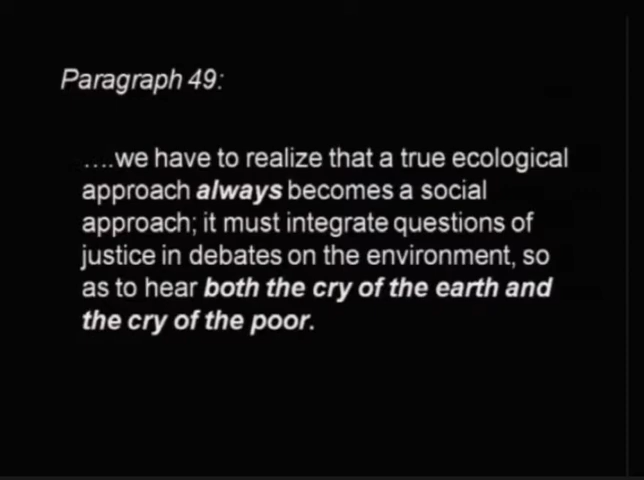 Paragraph 49:
....we have to realize that a true ecological
approach always becomes a social
approach; it must integrate questions of
justice in debates on the environment, so
as to hear both the cry of the earth and
the cry of the poor.